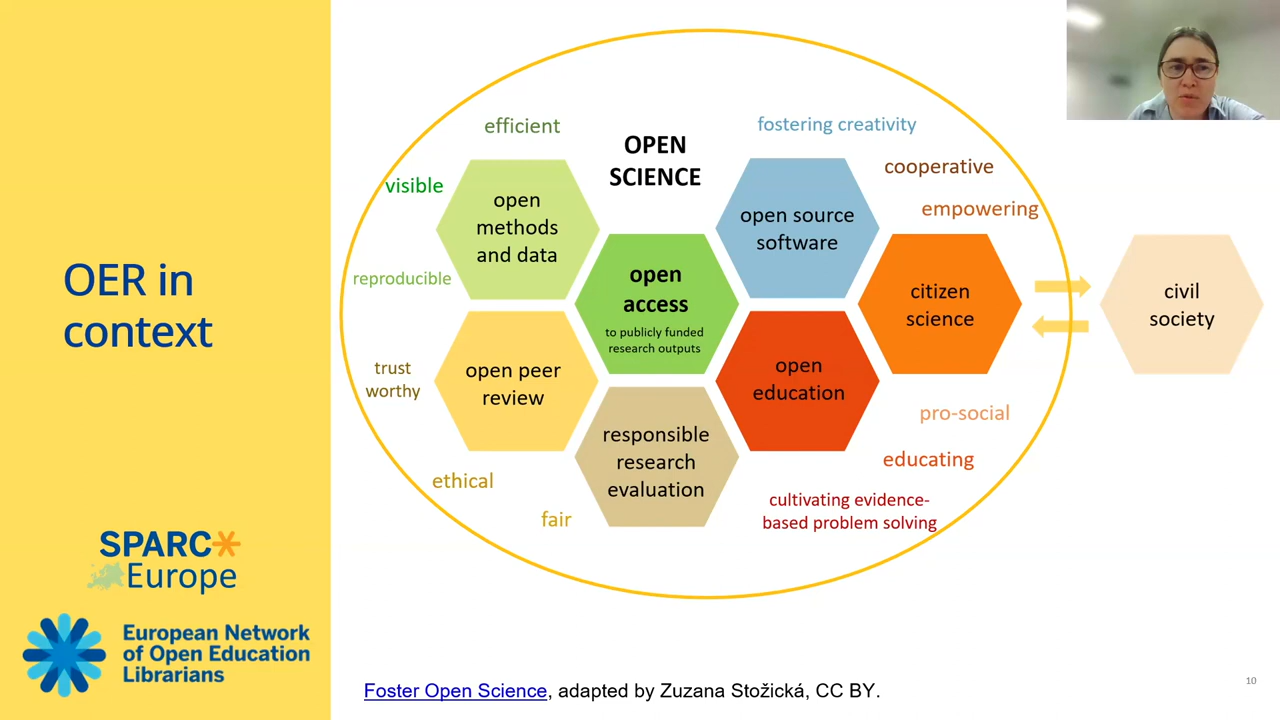 OER in
context
SPARC
Europe
European Network
of Open Education
Librarians
OPEN
SCIENCE
efficient
visible
reproducible
trust
worthy
ethical
fair
fostering creativity
cooperative
empowering
pro-social
educating
cultivating evidence-
based problem solving
open
methods
and data
open
access
to publicly funded
research outputs
open source
software
citizen
science
civil
society
open peer
review
responsible
research
evaluation
open
education
Foster Open Science, adapted by Zuzana Stožická, CC BY.
10